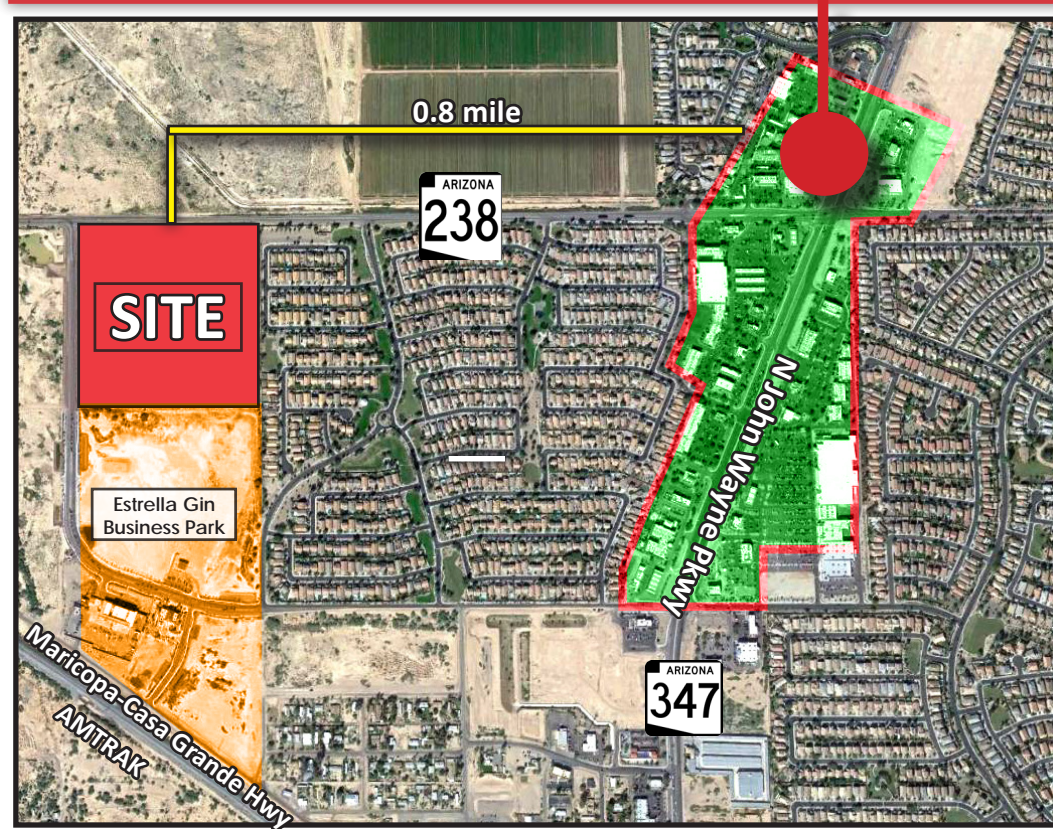 0.8 mile
ARIZONA
238
SITE
N John Wayne Pkwy
Estrella Gin
Business Park
Maricopa-Casa Grande Hwy
AMTRAK
ARIZONA
347